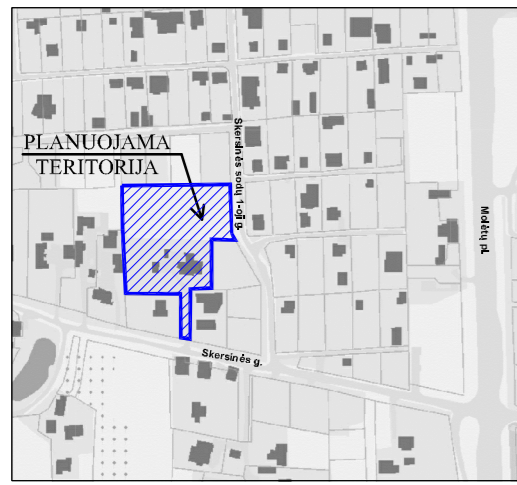 PLANUOJAMA
TERITORIJA
Skersinės sodų 1-oji g.
Molėtų pl.
Skersinės g.